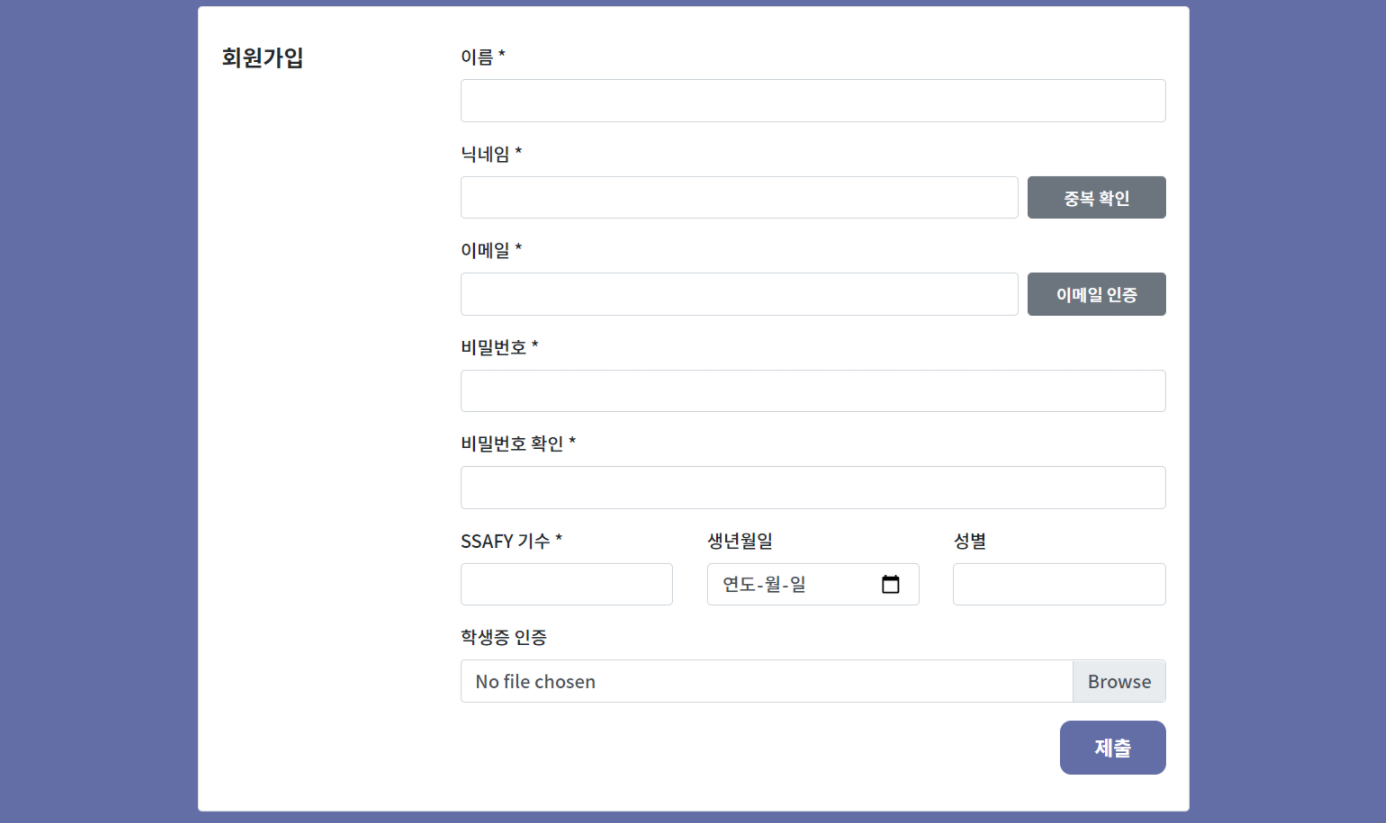 회원가입
이름 *
닉네임 *
중복 확인
이메일 *
이메일 인증
비밀번호 *
비밀번호 확인 *
SSAFY 기수 * 생년월일 성별
연도-월-일
학생증 인증
No file chosen Browse
제출